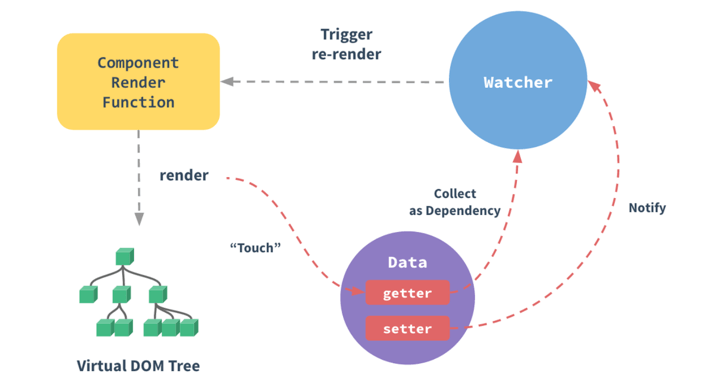 Trigger
re-render
Component
Render
Function
Watcher
render
Collect
as Dependency
Notify
“Touch”
Data
getter
setter
Virtual DOM Tree